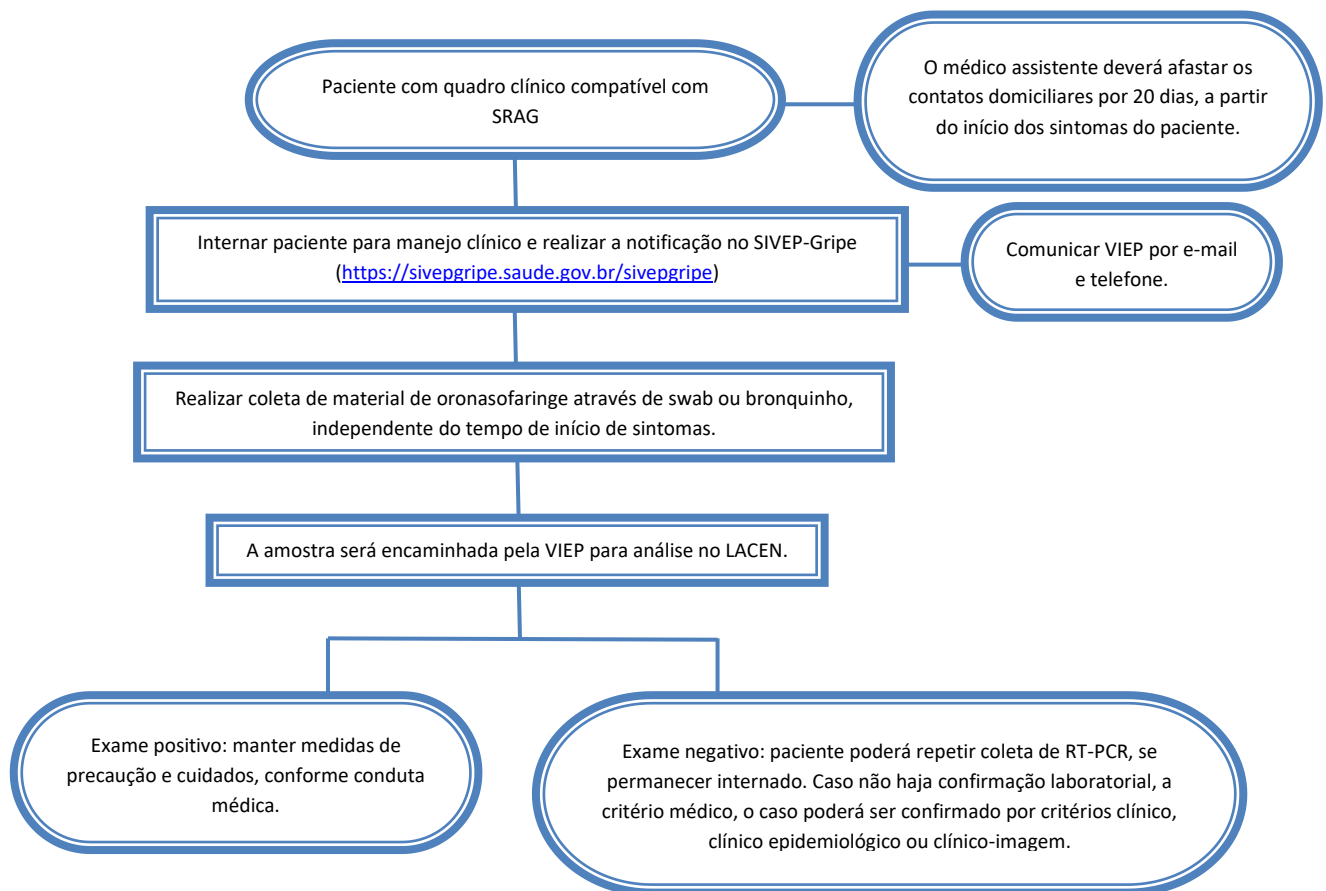 Paciente com quadro clínico compatível com
SRAG
O médico assistente deverá afastar os
contatos domiciliares por 20 dias, a partir
do início dos sintomas do paciente.
Internar paciente para manejo clínico e realizar a notificação no SIVEP-Gripe
(https://sivepgripe.saude.gov.br/sivepgripe)
Comunicar VIEP por e-mail
e telefone.
Realizar coleta de material de oronasofaringe através de swab ou bronquinho,
independente do tempo de início de sintomas.
A amostra será encaminhada pela VIEP para análise no LACEN.
Exame positivo: manter medidas de
precaução e cuidados, conforme conduta
médica.
Exame negativo: paciente poderá repetir coleta de RT-PCR, se
permanecer internado. Caso não haja confirmação laboratorial, a
critério médico, o caso poderá ser confirmado por critérios clínico,
clínico epidemiológico ou clínico-imagem.